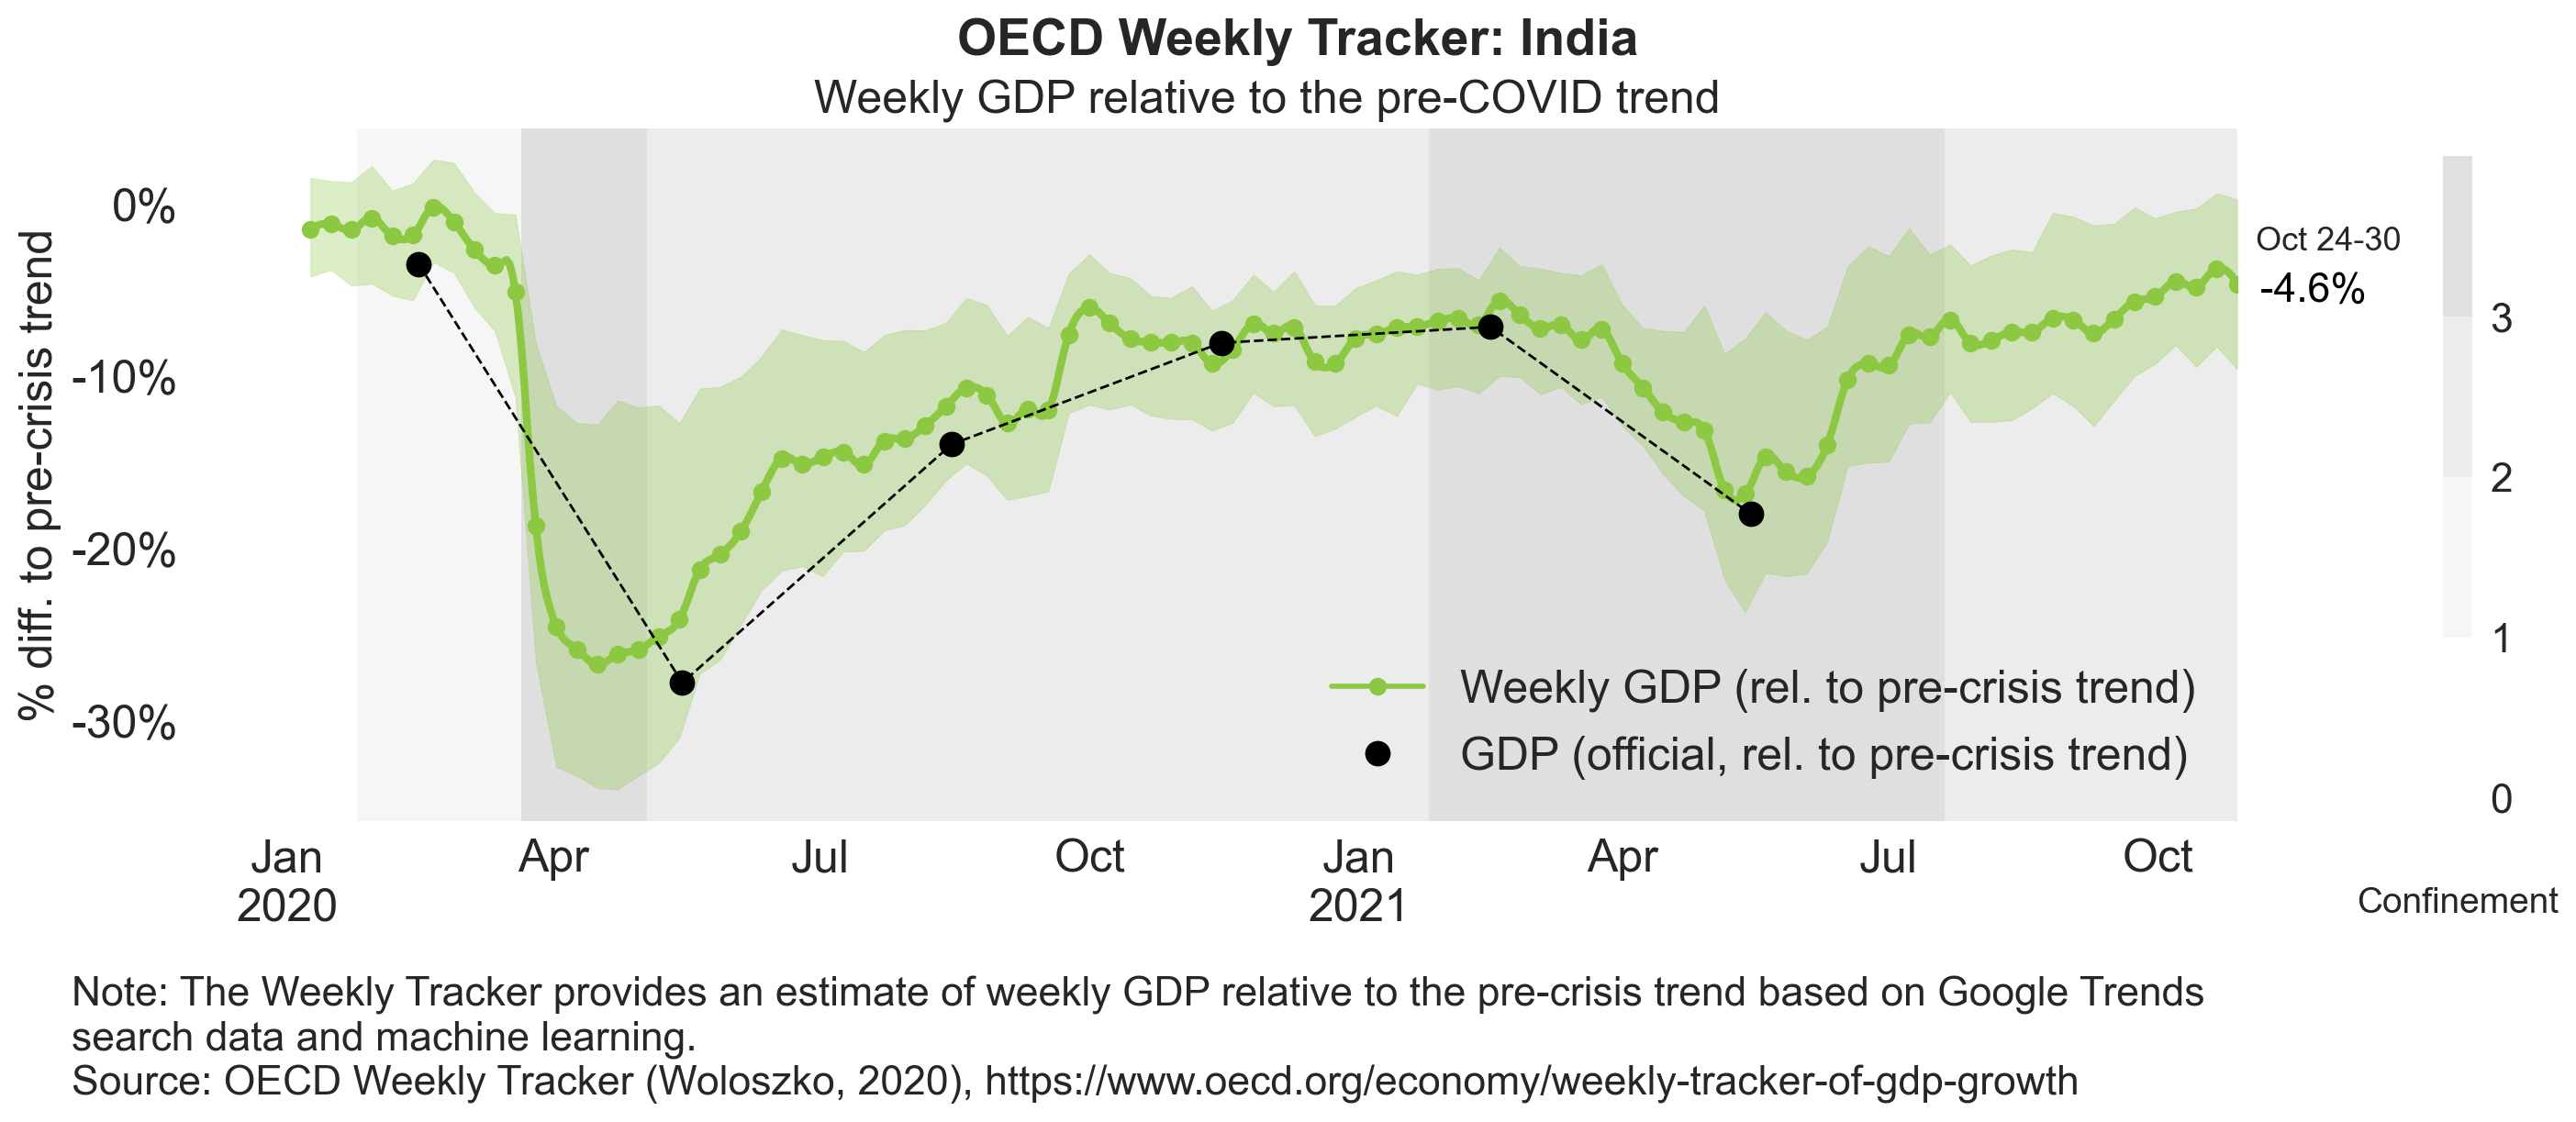 OECD Weekly Tracker: India
Weekly GDP relative to the pre-COVID trend
% diff. to pre-crisis trend
0%
-10%
-20%
-30%
Oct 24-30
-4.6%
3
2
1
0
Confinement
Weekly GDP (rel. to pre-crisis trend)
GDP (official, rel. to pre-crisis trend)
Jan Apr Jul Oct Jan Apr Jul Oct
2020 2021
Note: The Weekly Tracker provides an estimate of weekly GDP relative to the pre-crisis trend based on Google Trends
search data and machine learning.
Source: OECD Weekly Tracker (Woloszko, 2020), https://www.oecd.org/economy/weekly-tracker-of-gdp-growth